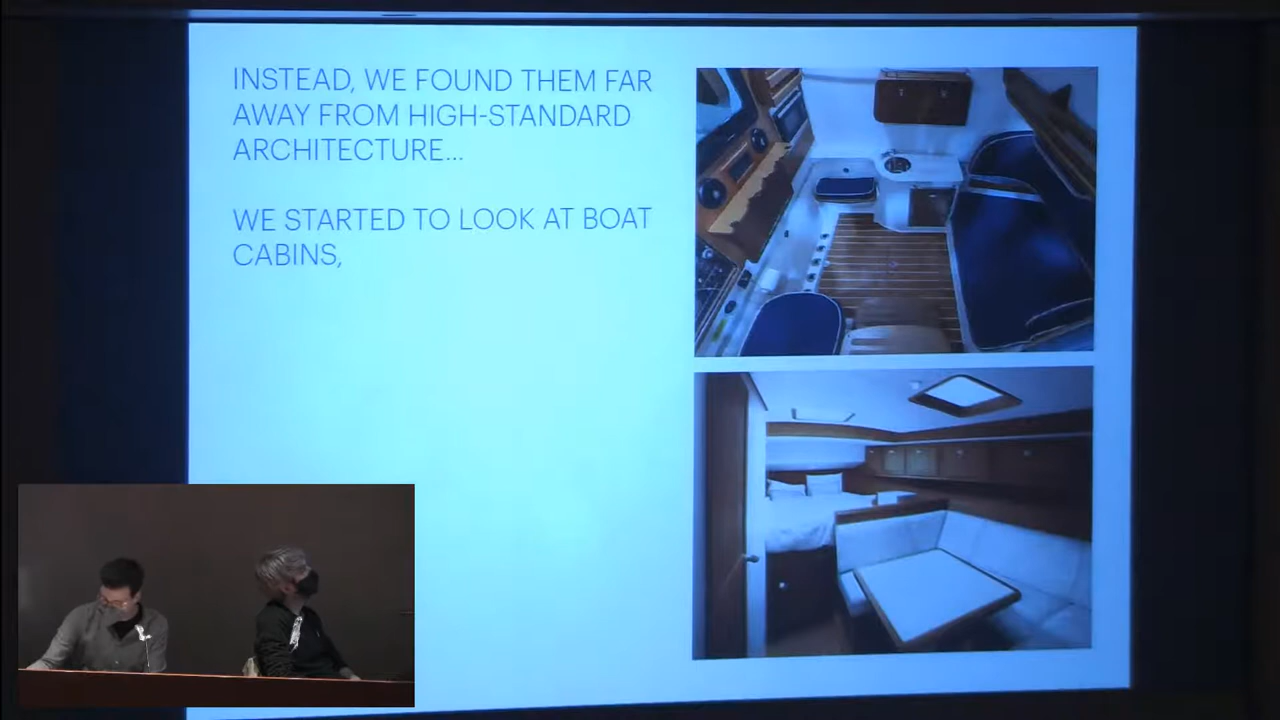 INSTEAD, WE FOUND THEM FAR
AWAY FROM HIGH-STANDARD
ARCHITECTURE...
WE STARTED TO LOOK AT BOAT
CABINS,